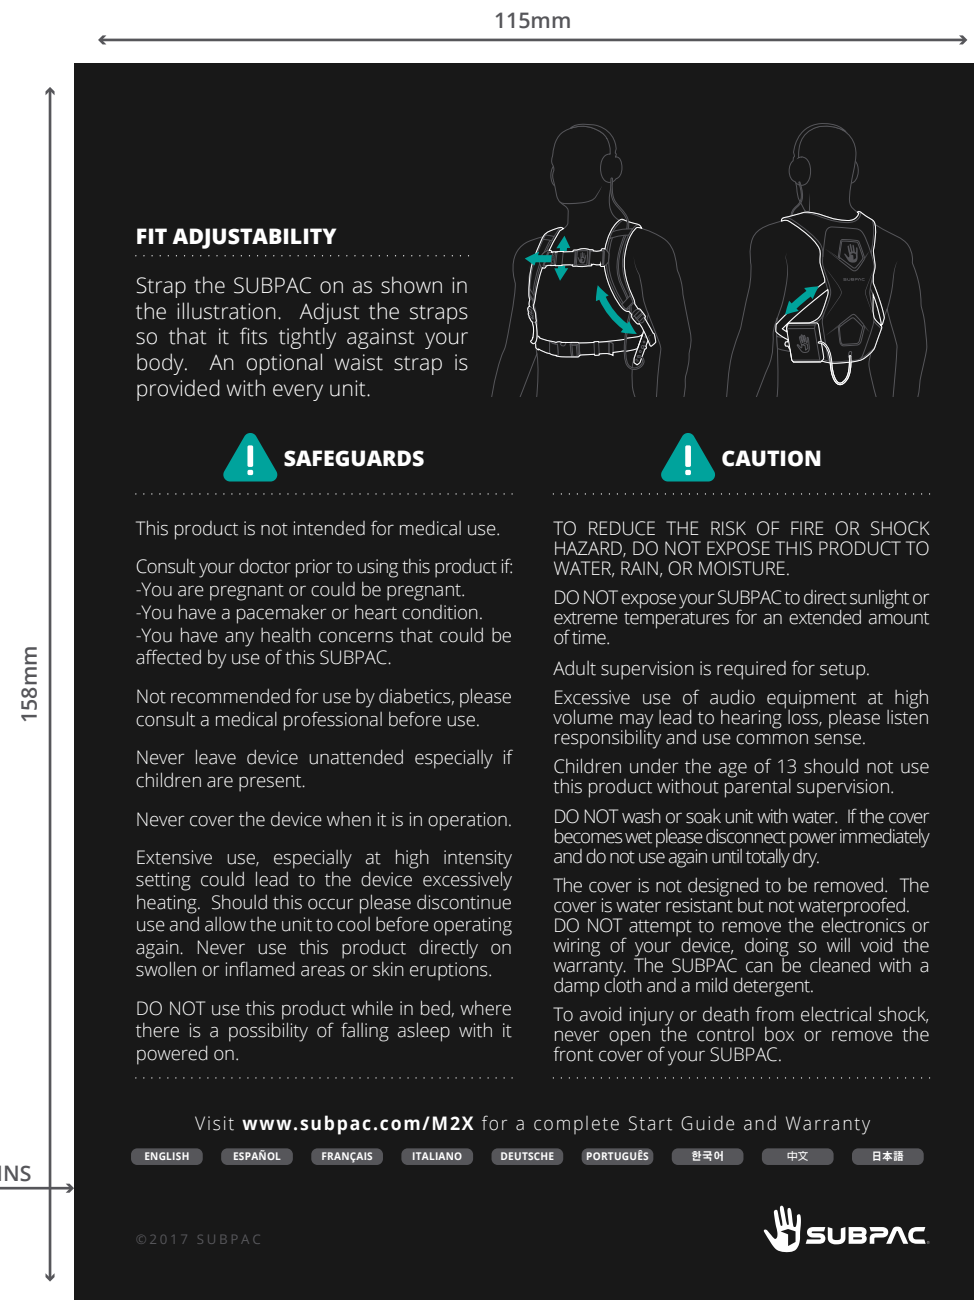 115mm
158mm
FIT ADJUSTABILITY
Strap the SUBPAC on as shown in
the illustration. Adjust the straps
so that it fits tightly against your
body. An optional waist strap is
provided with every unit.
SUBPAC
SAFEGUARDS
This product is not intended for medical use.
Consult your doctor prior to using this product if:
-You are pregnant or could be pregnant.
-You have a pacemaker or heart condition.
-You have any health concerns that could be
affected by use of this SUBPAC.
Not recommended for use by diabetics, please
consult a medical professional before use.
Never leave device unattended especially if
children are present.
Never cover the device when it is in operation.
Extensive use, especially at high intensity
setting could lead to the device excessively
heating. Should this occur please discontinue
use and allow the unit to cool before operating
again. Never use this product directly on
swollen or inflamed areas or skin eruptions.
DO NOT use this product while in bed, where
there is a possibility of falling asleep with it
powered on.
CAUTION
TO REDUCE THE RISK OF FIRE OR SHOCK
HAZARD, DO NOT EXPOSE THIS PRODUCT TO
WATER, RAIN, OR MOISTURE.
DO NOT expose your SUBPAC to direct sunlight or
extreme temperatures for an extended amount
of time.
Adult supervision is required for setup.
Excessive use of audio equipment at high
volume may lead to hearing loss, please listen
responsibility and use common sense.
Children under the age of 13 should not use
this product without parental supervision.
DO NOT wash or soak unit with water. If the cover
becomes wet please disconnect power immediately
and do not use again until totally dry.
The cover is not designed to be removed. The
cover is water resistant but not waterproofed.
DO NOT attempt to remove the electronics or
wiring of your device, doing so will void the
warranty. The SUBPAC can be cleaned with a
damp cloth and a mild detergent.
To avoid injury or death from electrical shock,
never open the control box or remove the
front cover of your SUBPAC.
Visit www.subpac.com/M2X for a complete Start Guide and Warranty
ENGLISH ESPAÑOL FRANÇAIS ITALIANO DEUTSCHE PORTUGUÊS 한국어 中文 日本語
©2017 SUBPAC
SUBPAC